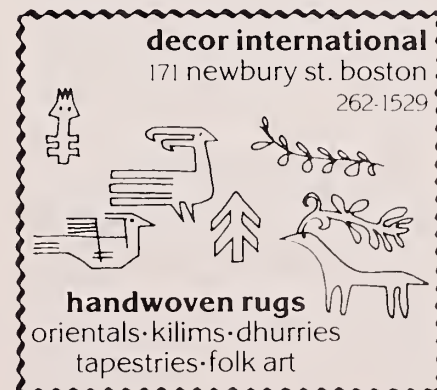 decor international
171 newbury st. boston
262-1529
handwoven rugs
orientals·kilims·dhurries
tapestries·folk art